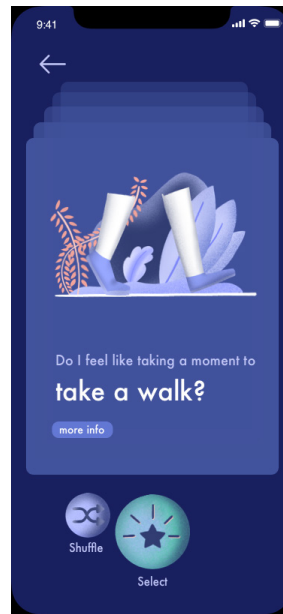 9:41
Do I feel like taking a moment to
take a walk?
more info
Shuffle
Select